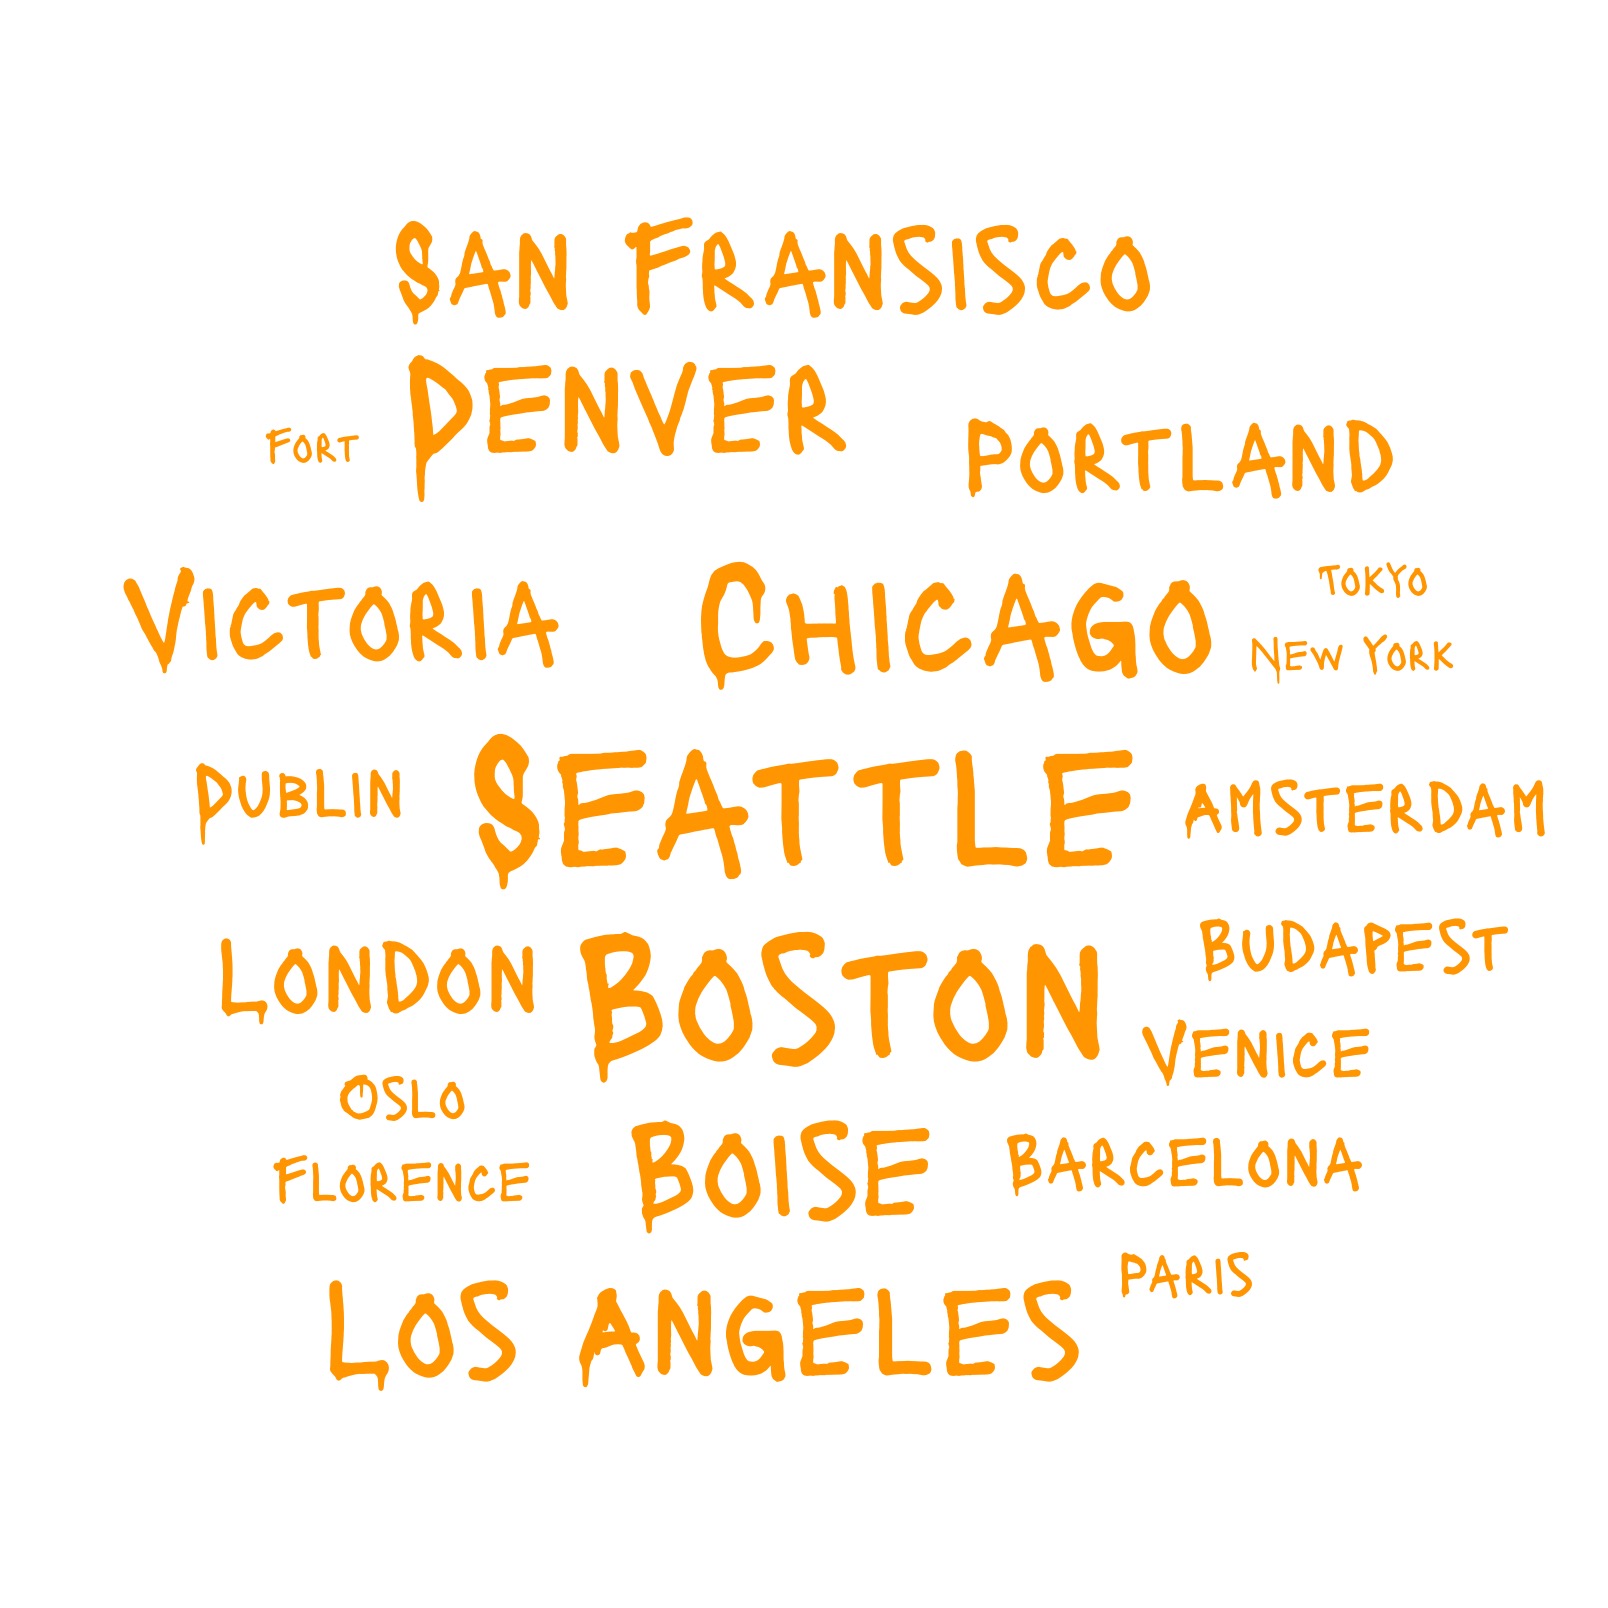 San Fransisco
Denver
Fort
Portland
Victoria
Chicago
Tokyo
New York
Dublin
Seattle
Amsterdam
London
Boston
Budapest
Venice
Oslo
Florence
Boise
Barcelona
Paris
Los Angeles